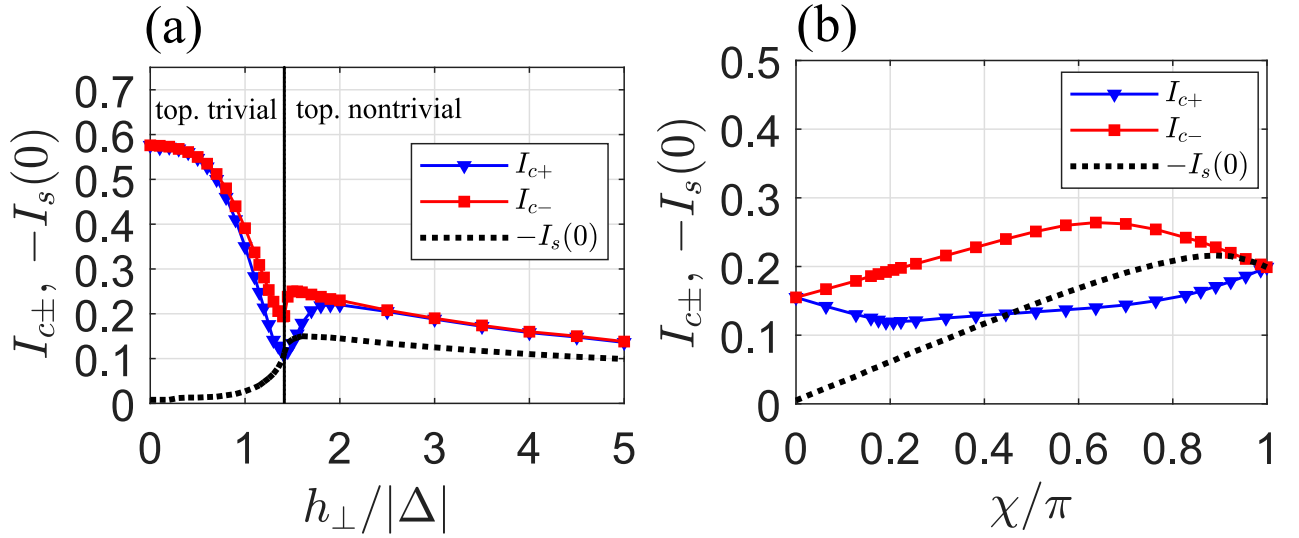 (a)
I_{c±}, −I_s(0)
0.7
0.6
0.5
0.4
0.3
0.2
0.1
0
top. trivial
top. nontrivial
I_{c+}
I_{c−}
−I_s(0)
0 1 2 3 4 5
h_⊥/|Δ|
(b)
I_{c±}, −I_s(0)
0.5
0.4
0.3
0.2
0.1
0
I_{c+}
I_{c−}
−I_s(0)
0 0.2 0.4 0.6 0.8 1
χ/π